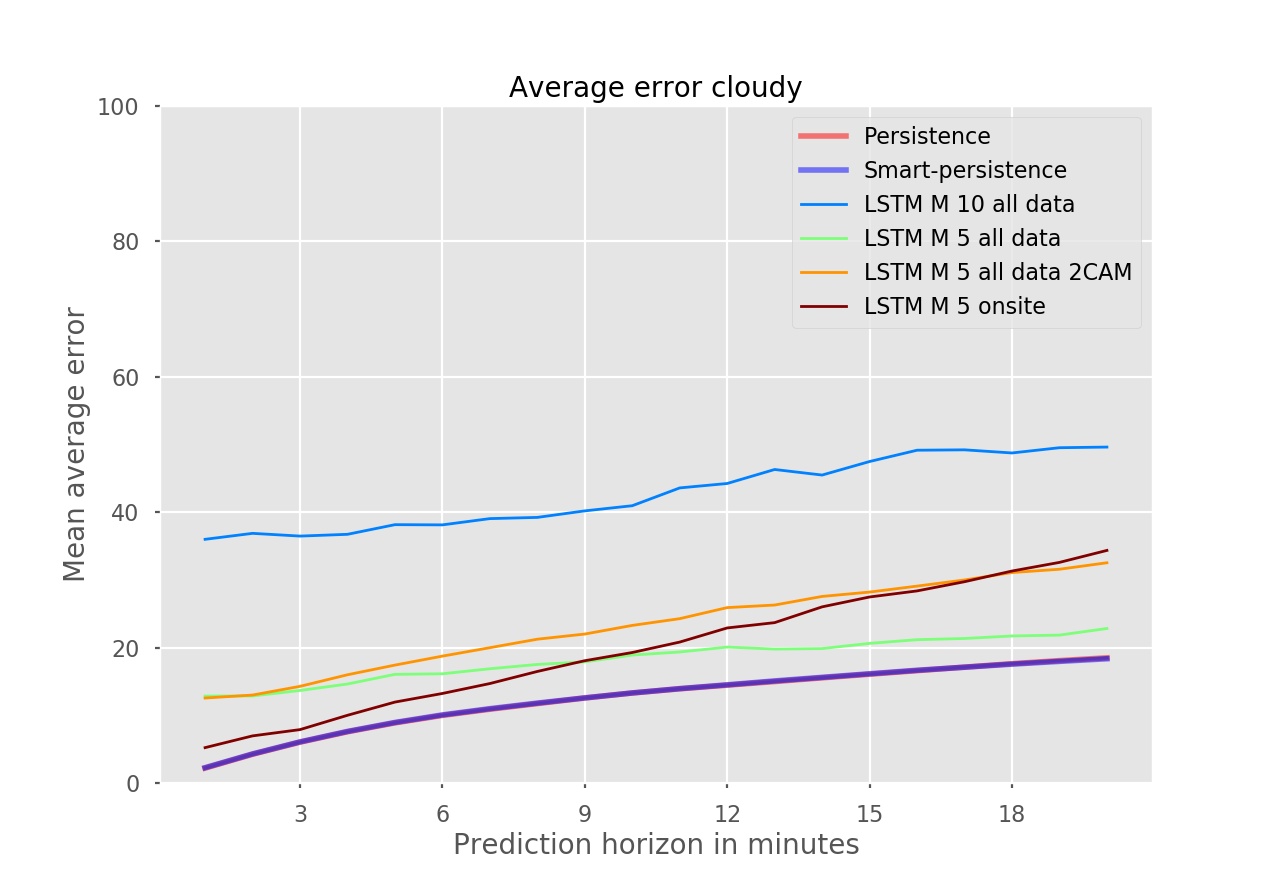 Average error cloudy
100
80
60
40
20
0
Mean average error
Persistence
Smart-persistence
LSTM M 10 all data
LSTM M 5 all data
LSTM M 5 all data 2CAM
LSTM M 5 onsite
3 6 9 12 15 18
Prediction horizon in minutes